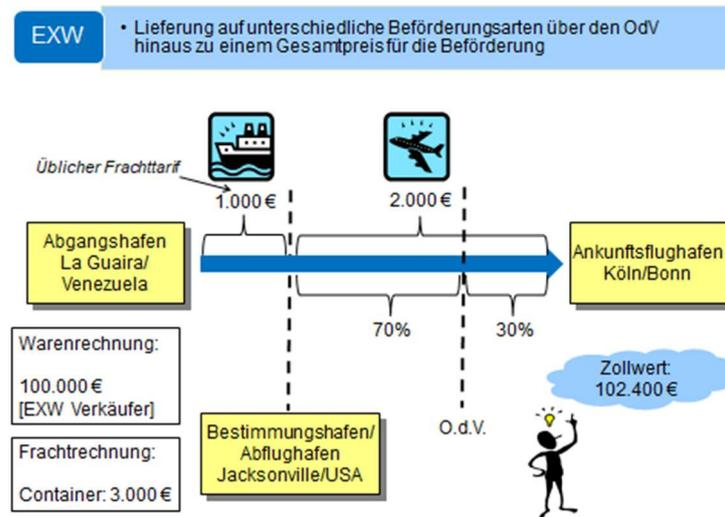 EXW
• Lieferung auf unterschiedliche Beförderungsarten über den OdV
hinaus zu einem Gesamtpreis für die Beförderung
Üblicher Frachttarif
1.000 €
2.000 €
Abgangshafen
La Guaira/
Venezuela
Ankunftsflughafen
Köln/Bonn
70%
30%
Warenrechnung:
100.000 €
[EXW Verkäufer]
Zollwert:
102.400 €
Bestimmungshafen/
Abflughafen
Jacksonville/USA
O.d.V.
Frachtrechnung:
Container: 3.000 €